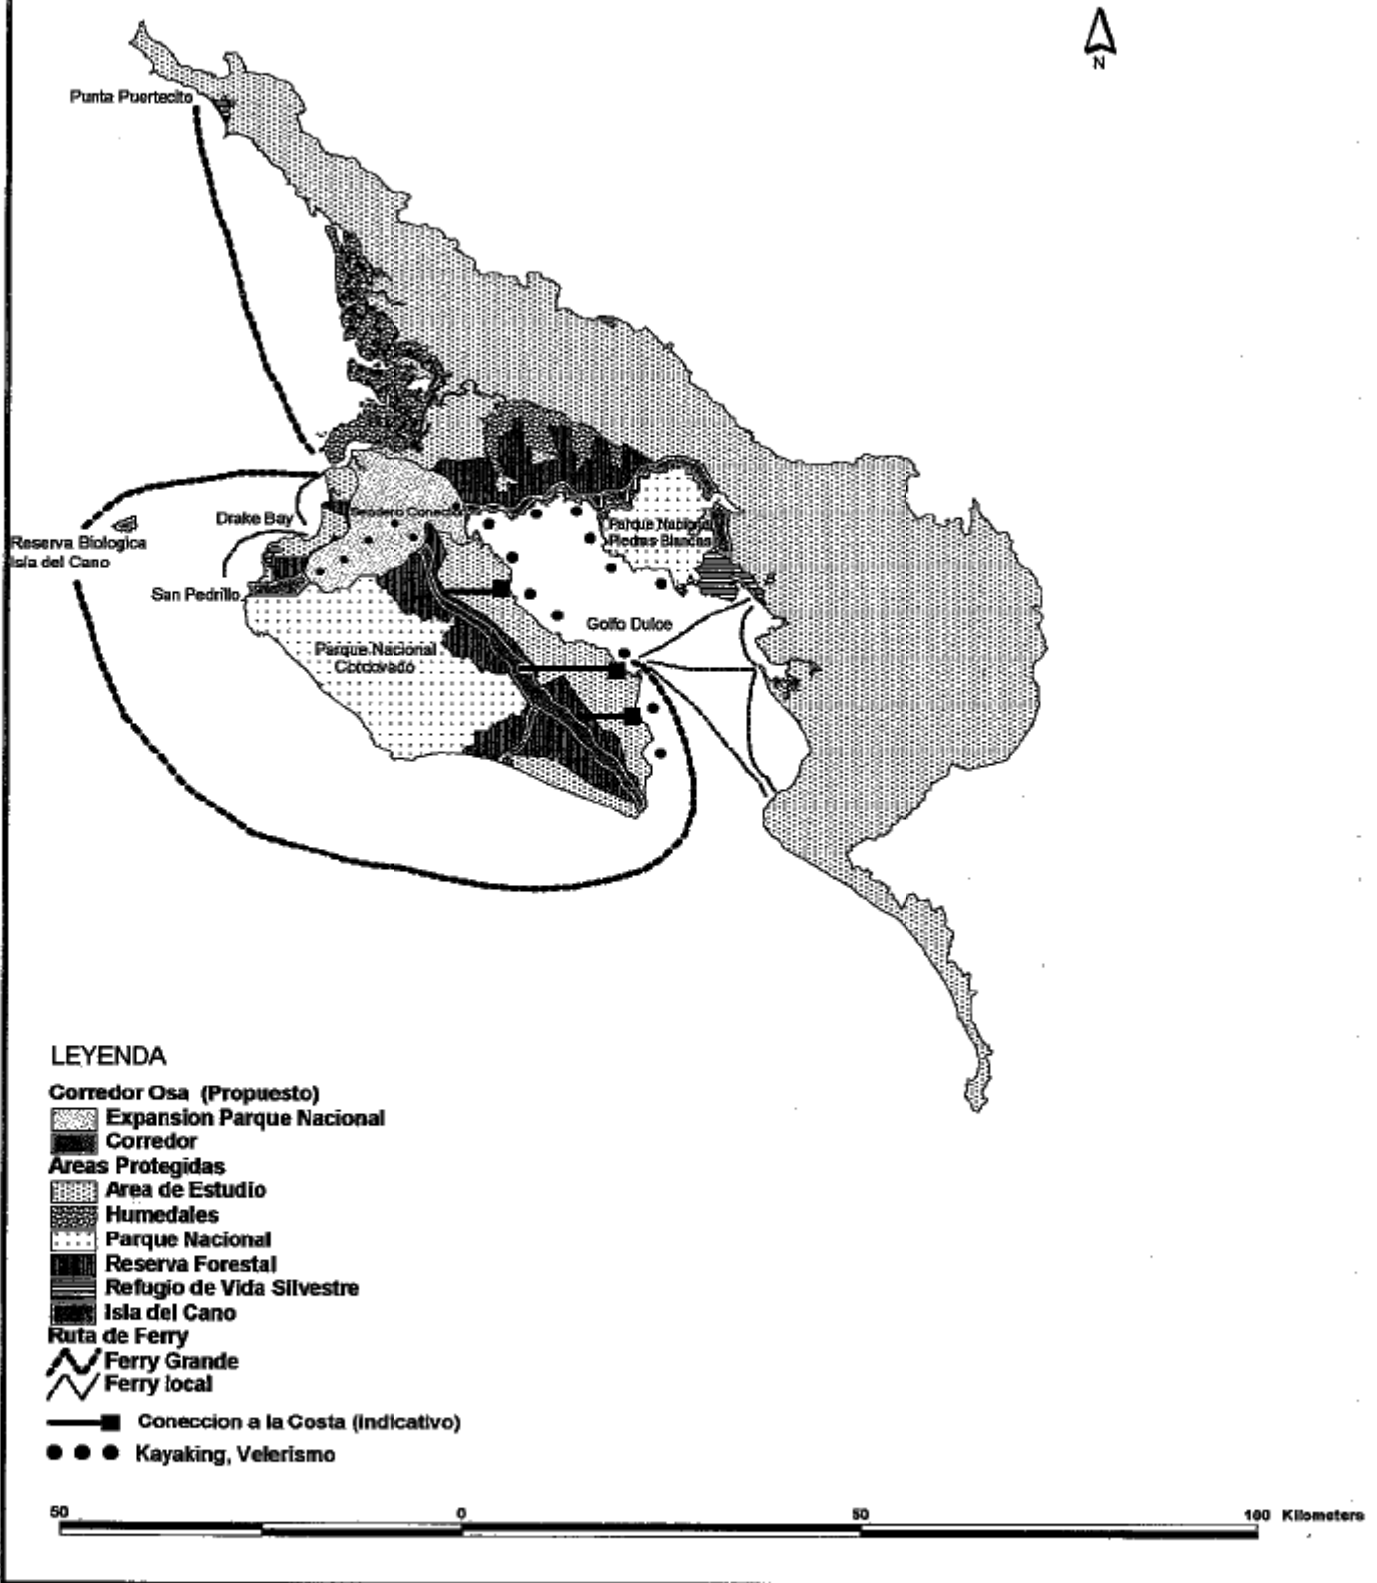 N
Punta Puertecito
Drake Bay
Sendero Conecta
Reserva Biologica
Isla del Cano
San Pedrillo
Parque Nacional
Piedras Blancas
Golfo Dulce
Parque Nacional
Corcovado
LEYENDA
Corredor Osa (Propuesto)
Expansion Parque Nacional
Corredor
Areas Protegidas
Area de Estudio
Humedales
Parque Nacional
Reserva Forestal
Refugio de Vida Silvestre
Isla del Cano
Ruta de Ferry
Ferry Grande
Ferry local
Coneccion a la Costa (indicativo)
Kayaking, Velerismo
50 0 50 100 Kilometers